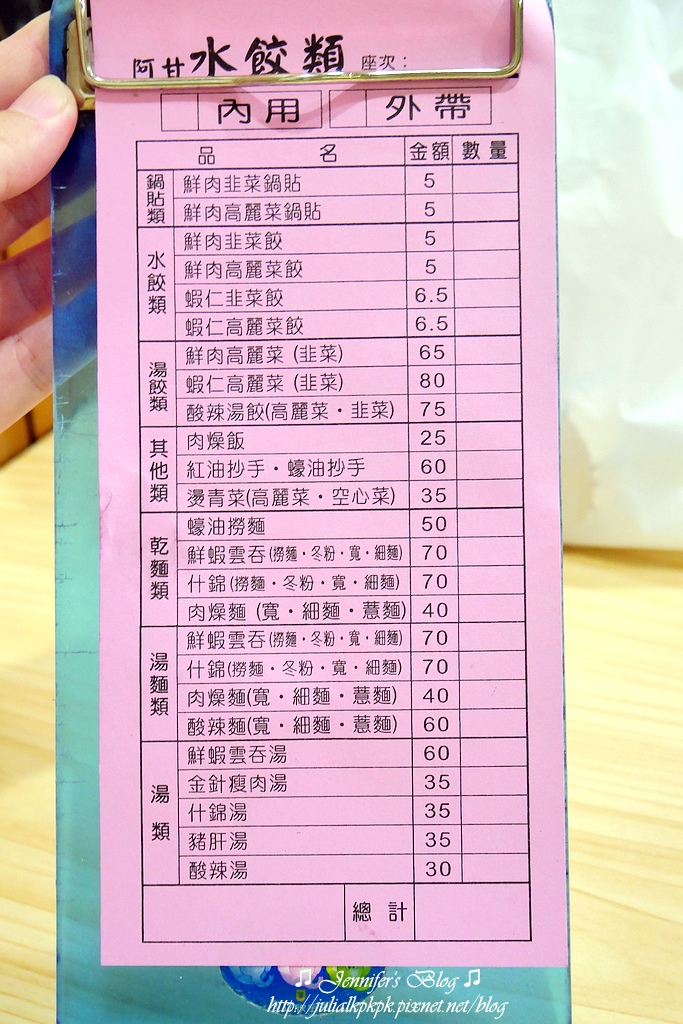 阿甘水餃類 座次：
內用 外帶
品 名 金額 數量
鍋貼類
鮮肉韭菜鍋貼 5
鮮肉高麗菜鍋貼 5
水餃類
鮮肉韭菜餃 5
鮮肉高麗菜餃 5
蝦仁韭菜餃 6.5
蝦仁高麗菜餃 6.5
湯餃類
鮮肉高麗菜 (韭菜) 65
蝦仁高麗菜 (韭菜) 80
酸辣湯餃(高麗菜・韭菜) 75
其他類
肉燥飯 25
紅油抄手・蠔油抄手 60
燙青菜(高麗菜・空心菜) 35
乾麵類
蠔油撈麵 50
鮮蝦雲吞(撈麵・冬粉・寬・細麵) 70
什錦(撈麵・冬粉・寬・細麵) 70
肉燥麵 (寬・細麵・薏麵) 40
湯麵類
鮮蝦雲吞(撈麵・冬粉・寬・細麵) 70
什錦(撈麵・冬粉・寬・細麵) 70
肉燥麵(寬・細麵・薏麵) 40
酸辣麵(寬・細麵・薏麵) 60
湯類
鮮蝦雲吞湯 60
金針瘦肉湯 35
什錦湯 35
豬肝湯 35
酸辣湯 30
總計
♫ Jennifer's Blog ♫
http://julialkpkpk.pixnet.net/blog